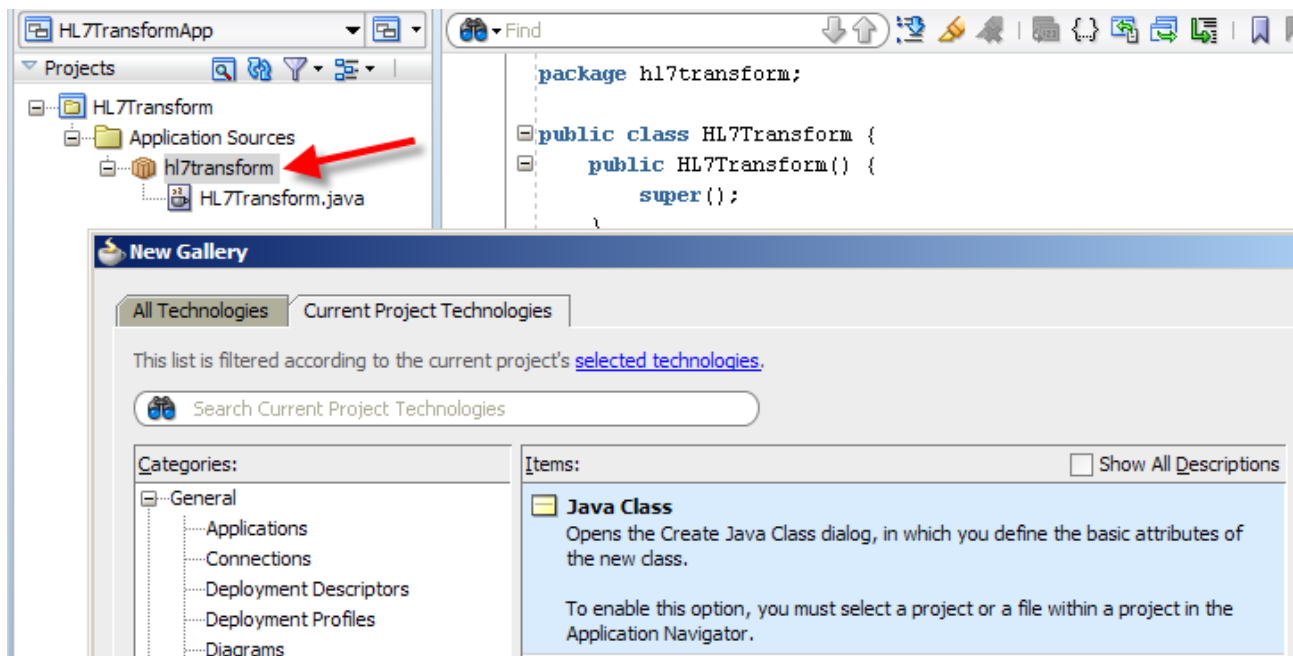 HL7TransformApp
Find
Projects
HL7Transform
Application Sources
hl7transform
HL7Transform.java
package hl7transform;
public class HL7Transform {
public HL7Transform() {
super();
}
New Gallery
All Technologies
Current Project Technologies
This list is filtered according to the current project's selected technologies.
Search Current Project Technologies
Categories:
General
Applications
Connections
Deployment Descriptors
Deployment Profiles
Diagrams
Items:
Show All Descriptions
Java Class
Opens the Create Java Class dialog, in which you define the basic attributes of
the new class.
To enable this option, you must select a project or a file within a project in the
Application Navigator.